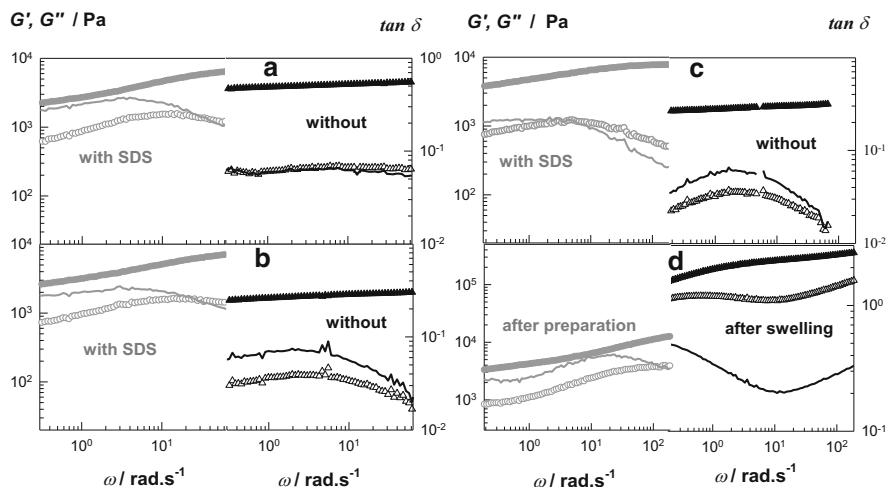 G', G'' / Pa
tan δ
G', G'' / Pa
tan δ
10⁴
10³
10²
10⁰
10⁻¹
10⁻²
a
with SDS
without
10⁴
10³
10²
10⁻¹
10⁻²
b
with SDS
without
10⁰ 10¹ 10⁰ 10¹
ω / rad.s⁻¹
ω / rad.s⁻¹
10⁴
10³
10²
10⁻¹
10⁻²
c
with SDS
without
10⁵
10⁴
10³
10⁰
10⁻¹
d
after preparation
after swelling
10⁰ 10¹ 10² 10⁰ 10¹ 10²
ω / rad.s⁻¹
ω / rad.s⁻¹